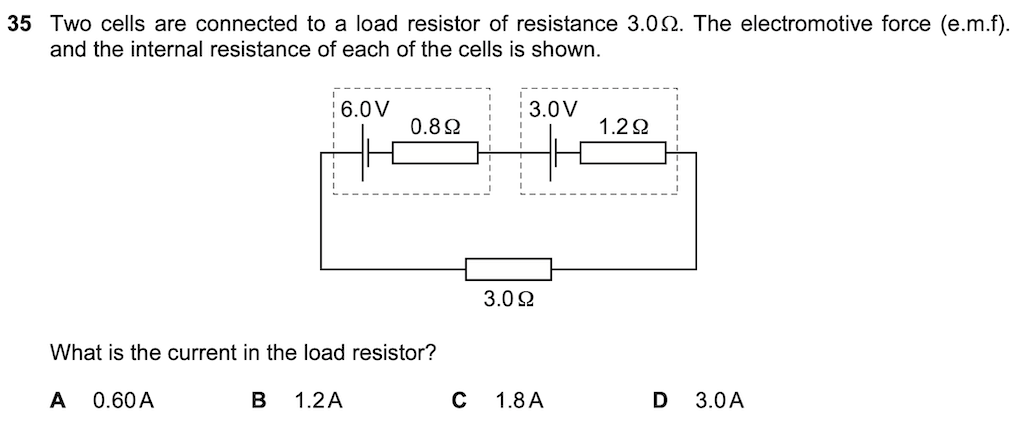 35 Two cells are connected to a load resistor of resistance 3.0Ω. The electromotive force (e.m.f).
and the internal resistance of each of the cells is shown.
6.0V
3.0V
0.8Ω
1.2Ω
3.0Ω
What is the current in the load resistor?
A 0.60A B 1.2A C 1.8A D 3.0A